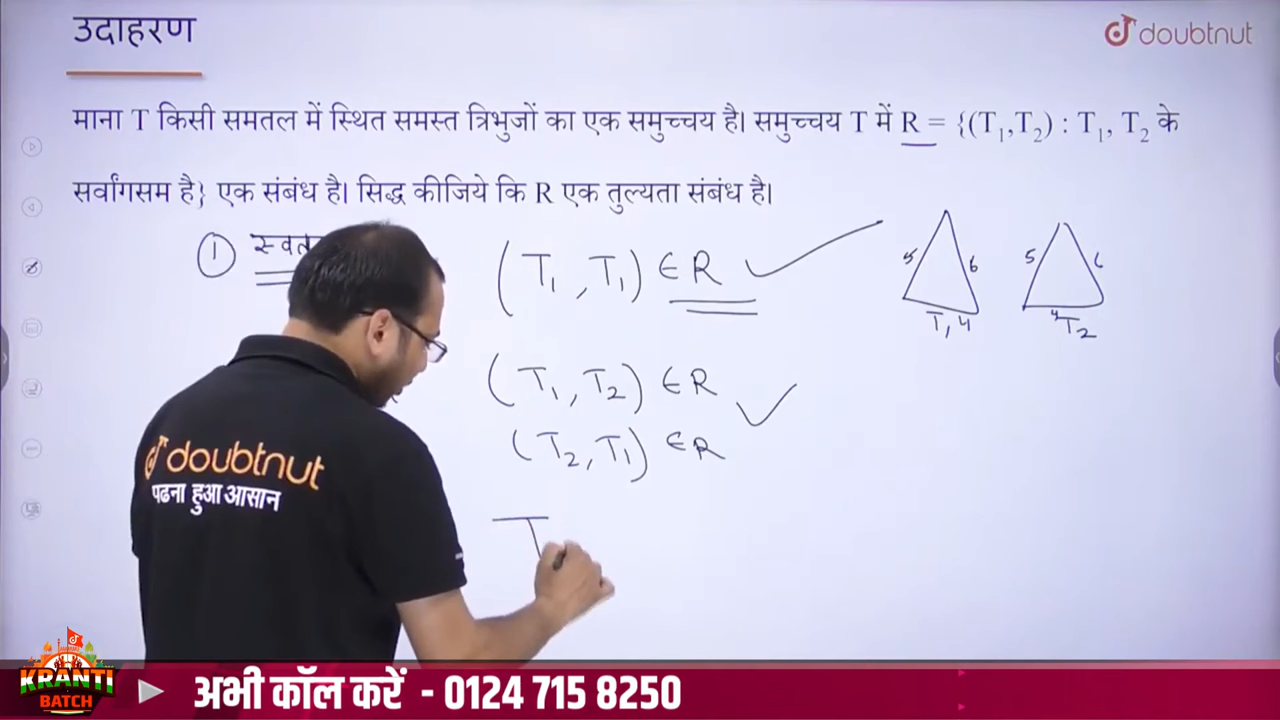 उदाहरण
doubtnut
माना T किसी समतल में स्थित समस्त त्रिभुजों का एक समुच्चय है। समुच्चय T में R = {(T₁,T₂) : T₁, T₂ के
सर्वांगसम है} एक संबंध है। सिद्ध कीजिये कि R एक तुल्यता संबंध है।
①
(T₁, T₁) ∈ R
5 6 5 6
T₁ 4 4 T₂
(T₁, T₂) ∈ R
(T₂, T₁) ∈ R
T
doubtnut
पढना हुआ आसान
KRANTI
BATCH
अभी कॉल करें - 0124 715 8250